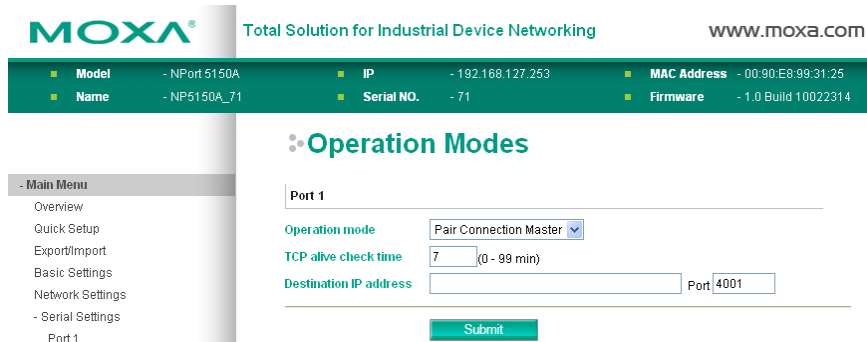 MOXA® Total Solution for Industrial Device Networking www.moxa.com
Model - NPort 5150A IP - 192.168.127.253 MAC Address - 00:90:E8:99:31:25
Name - NP5150A_71 Serial NO. - 71 Firmware - 1.0 Build 10022314
Operation Modes
- Main Menu
Overview
Quick Setup
Export/Import
Basic Settings
Network Settings
- Serial Settings
Port 1
Port 1
Operation mode Pair Connection Master
TCP alive check time 7 (0 - 99 min)
Destination IP address Port 4001
Submit